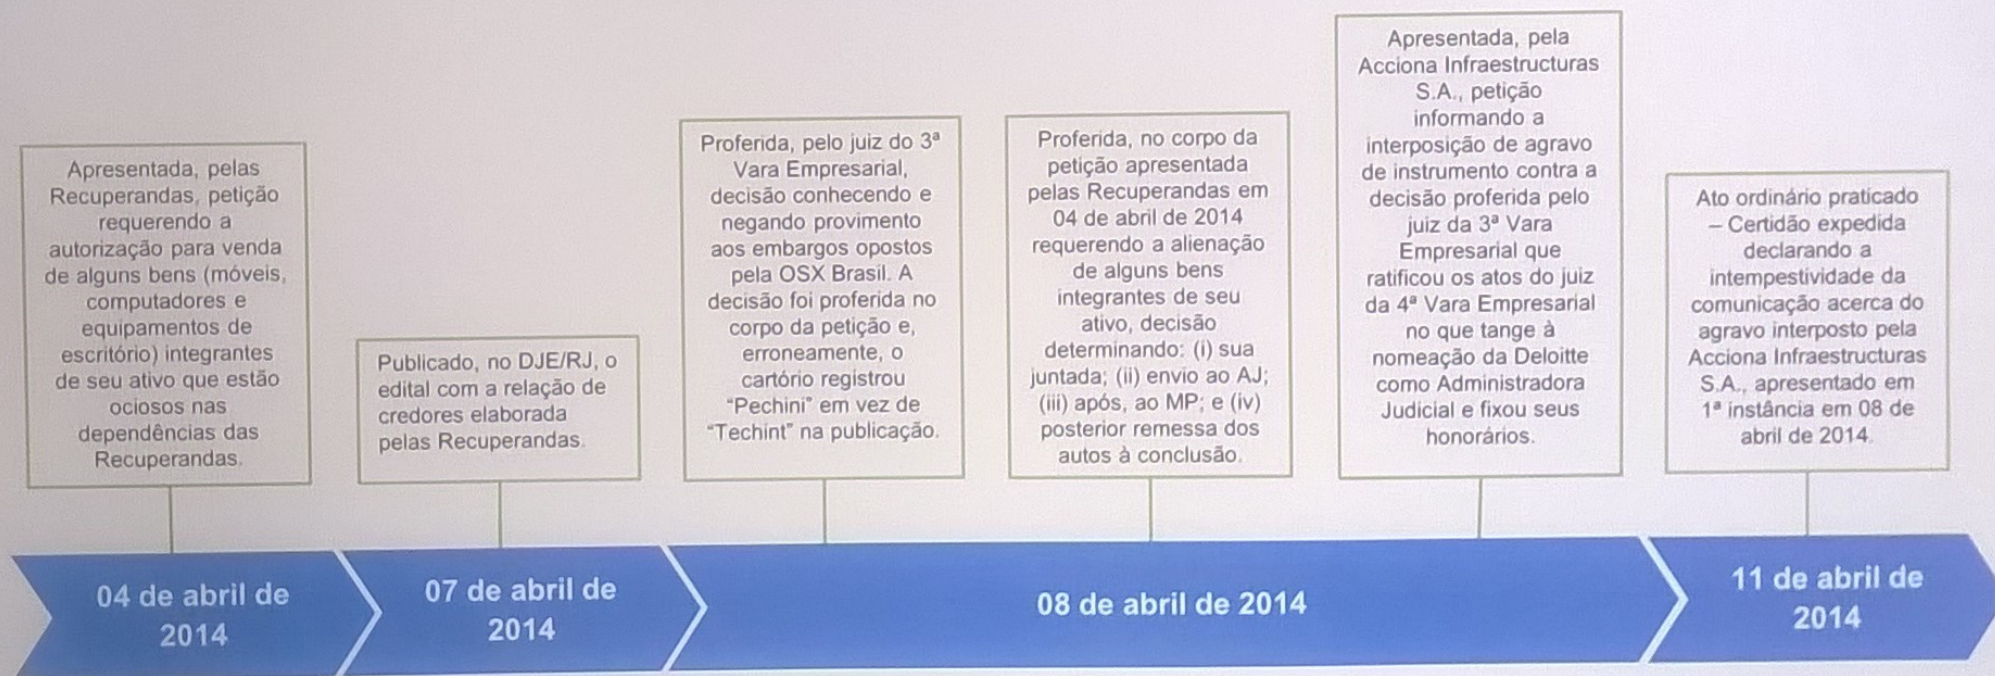 Apresentada, pelas
Recuperandas, petição
requerendo a
autorização para venda
de alguns bens (móveis,
computadores e
equipamentos de
escritório) integrantes
de seu ativo que estão
ociosos nas
dependências das
Recuperandas.
Publicado, no DJE/RJ, o
edital com a relação de
credores elaborada
pelas Recuperandas.
Proferida, pelo juiz do 3ª
Vara Empresarial,
decisão conhecendo e
negando provimento
aos embargos opostos
pela OSX Brasil. A
decisão foi proferida no
corpo da petição e,
erroneamente, o
cartório registrou
"Pechini" em vez de
"Techint" na publicação.
Proferida, no corpo da
petição apresentada
pelas Recuperandas em
04 de abril de 2014
requerendo a alienação
de alguns bens
integrantes de seu
ativo, decisão
determinando: (i) sua
juntada; (ii) envio ao AJ;
(iii) após, ao MP; e (iv)
posterior remessa dos
autos à conclusão.
Apresentada, pela
Acciona Infraestructuras
S.A., petição
informando a
interposição de agravo
de instrumento contra a
decisão proferida pelo
juiz da 3ª Vara
Empresarial que
ratificou os atos do juiz
da 4ª Vara Empresarial
no que tange à
nomeação da Deloitte
como Administradora
Judicial e fixou seus
honorários.
Ato ordinário praticado
– Certidão expedida
declarando a
intempestividade da
comunicação acerca do
agravo interposto pela
Acciona Infraestructuras
S.A., apresentado em
1ª instância em 08 de
abril de 2014.
04 de abril de
2014
07 de abril de
2014
08 de abril de 2014
11 de abril de
2014